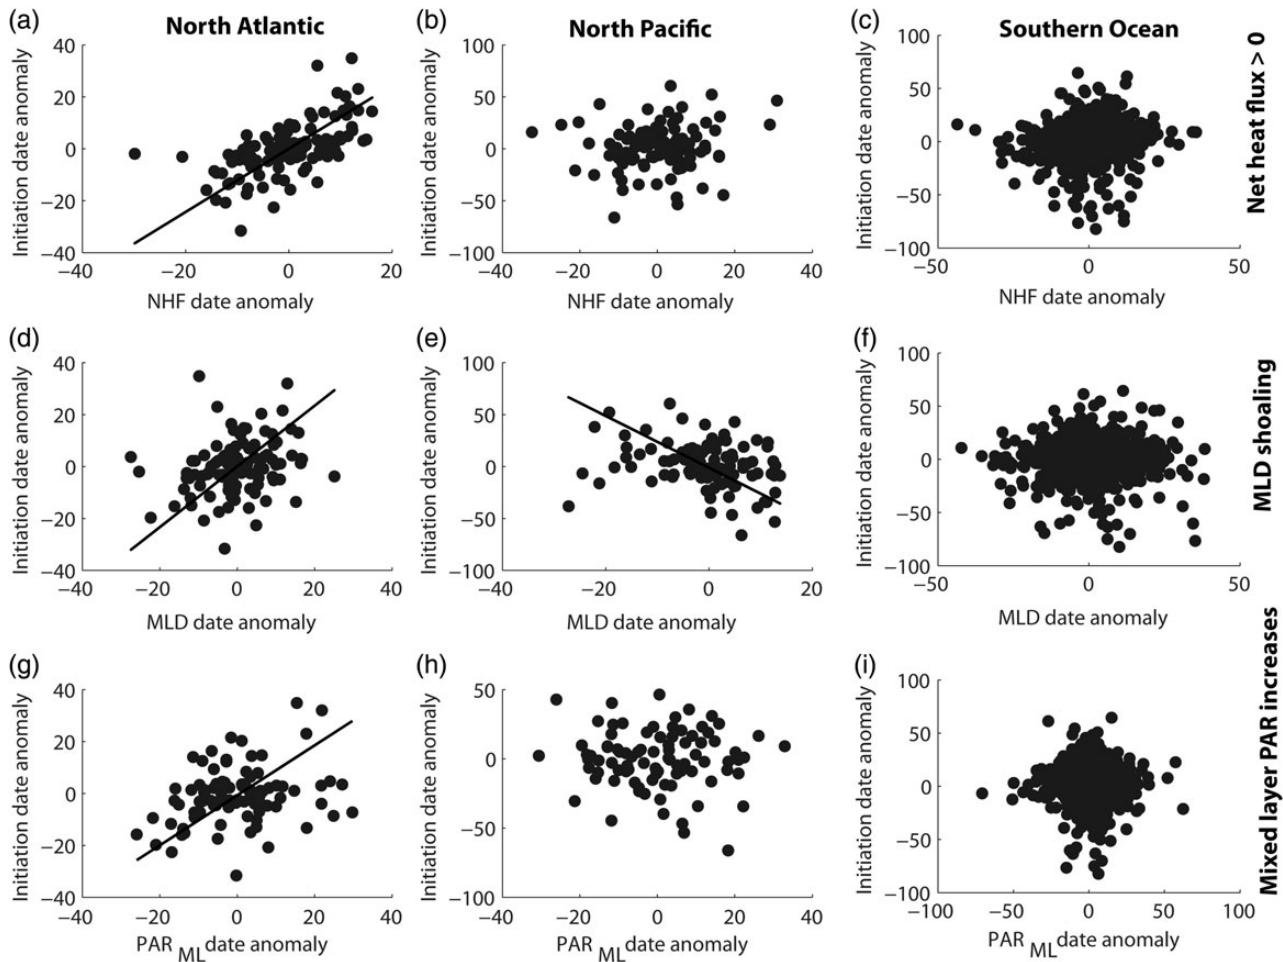 (a) North Atlantic
(b) North Pacific
(c) Southern Ocean
Net heat flux > 0
Initiation date anomaly
40
20
0
−20
−40
−40 −20 0 20
NHF date anomaly
Initiation date anomaly
100
50
0
−50
−100
−40 −20 0 20 40
NHF date anomaly
Initiation date anomaly
100
50
0
−50
−100
−50 0 50
NHF date anomaly
(d)
(e)
(f)
MLD shoaling
Initiation date anomaly
40
20
0
−20
−40
−40 −20 0 20 40
MLD date anomaly
Initiation date anomaly
100
50
0
−50
−100
−40 −20 0 20
MLD date anomaly
Initiation date anomaly
100
50
0
−50
−100
−50 0 50
MLD date anomaly
(g)
(h)
(i)
Mixed layer PAR increases
Initiation date anomaly
40
20
0
−20
−40
−40 −20 0 20 40
PAR ML date anomaly
Initiation date anomaly
50
0
−50
−100
−40 −20 0 20 40
PAR ML date anomaly
Initiation date anomaly
100
50
0
−50
−100
−100 −50 0 50 100
PAR ML date anomaly